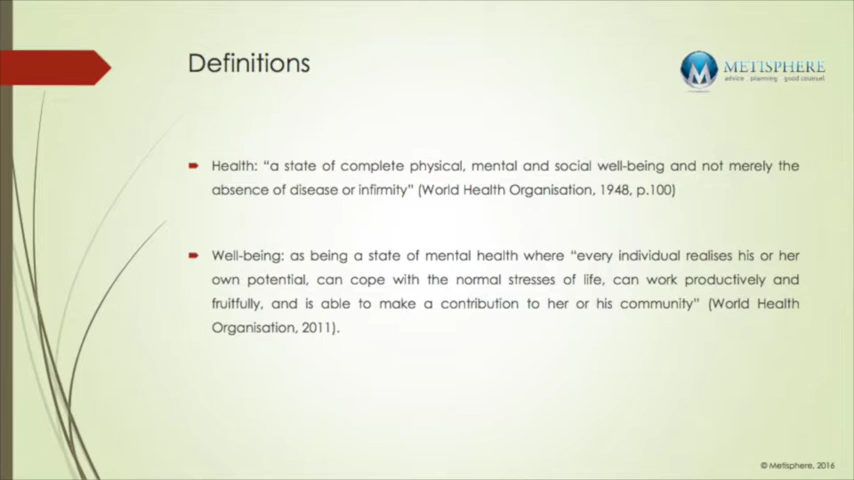 Definitions
METISPHERE
advice planning good counsel
Health: “a state of complete physical, mental and social well-being and not merely the
absence of disease or infirmity” (World Health Organisation, 1948, p.100)
Well-being: as being a state of mental health where “every individual realises his or her
own potential, can cope with the normal stresses of life, can work productively and
fruitfully, and is able to make a contribution to her or his community” (World Health
Organisation, 2011).
© Metisphere, 2016